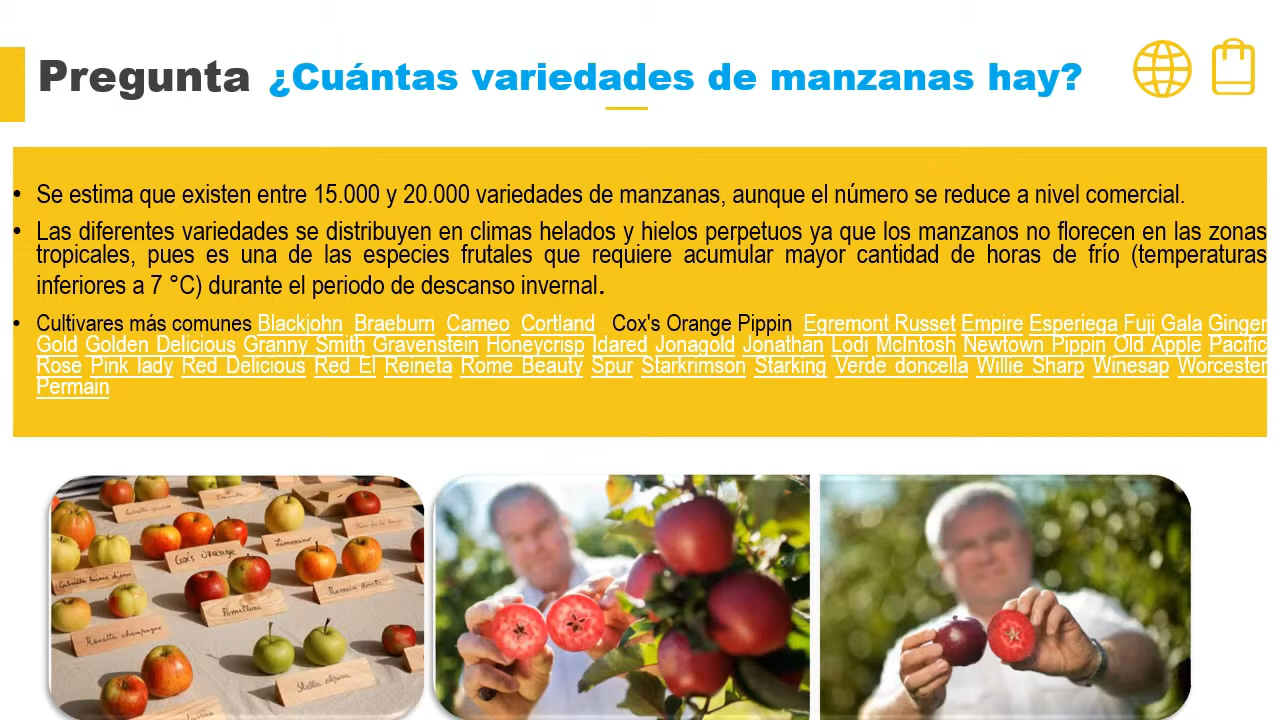 Pregunta ¿Cuántas variedades de manzanas hay?
• Se estima que existen entre 15.000 y 20.000 variedades de manzanas, aunque el número se reduce a nivel comercial.
• Las diferentes variedades se distribuyen en climas helados y hielos perpetuos ya que los manzanos no florecen en las zonas
tropicales, pues es una de las especies frutales que requiere acumular mayor cantidad de horas de frío (temperaturas
inferiores a 7 °C) durante el periodo de descanso invernal.
• Cultivares más comunes Blackjohn Braeburn Cameo Cortland Cox's Orange Pippin Egremont Russet Empire Esperiega Fuji Gala Ginger
Gold Golden Delicious Granny Smith Gravenstein Honeycrisp Idared Jonagold Jonathan Lodi McIntosh Newtown Pippin Old Apple Pacific
Rose Pink lady Red Delicious Red El Reineta Rome Beauty Spur Starkrimson Starking Verde doncella Willie Sharp Winesap Worcester
Permain
Limoncino
Cox's Orange
Pomellone
Renetta champagne
Stella alpina